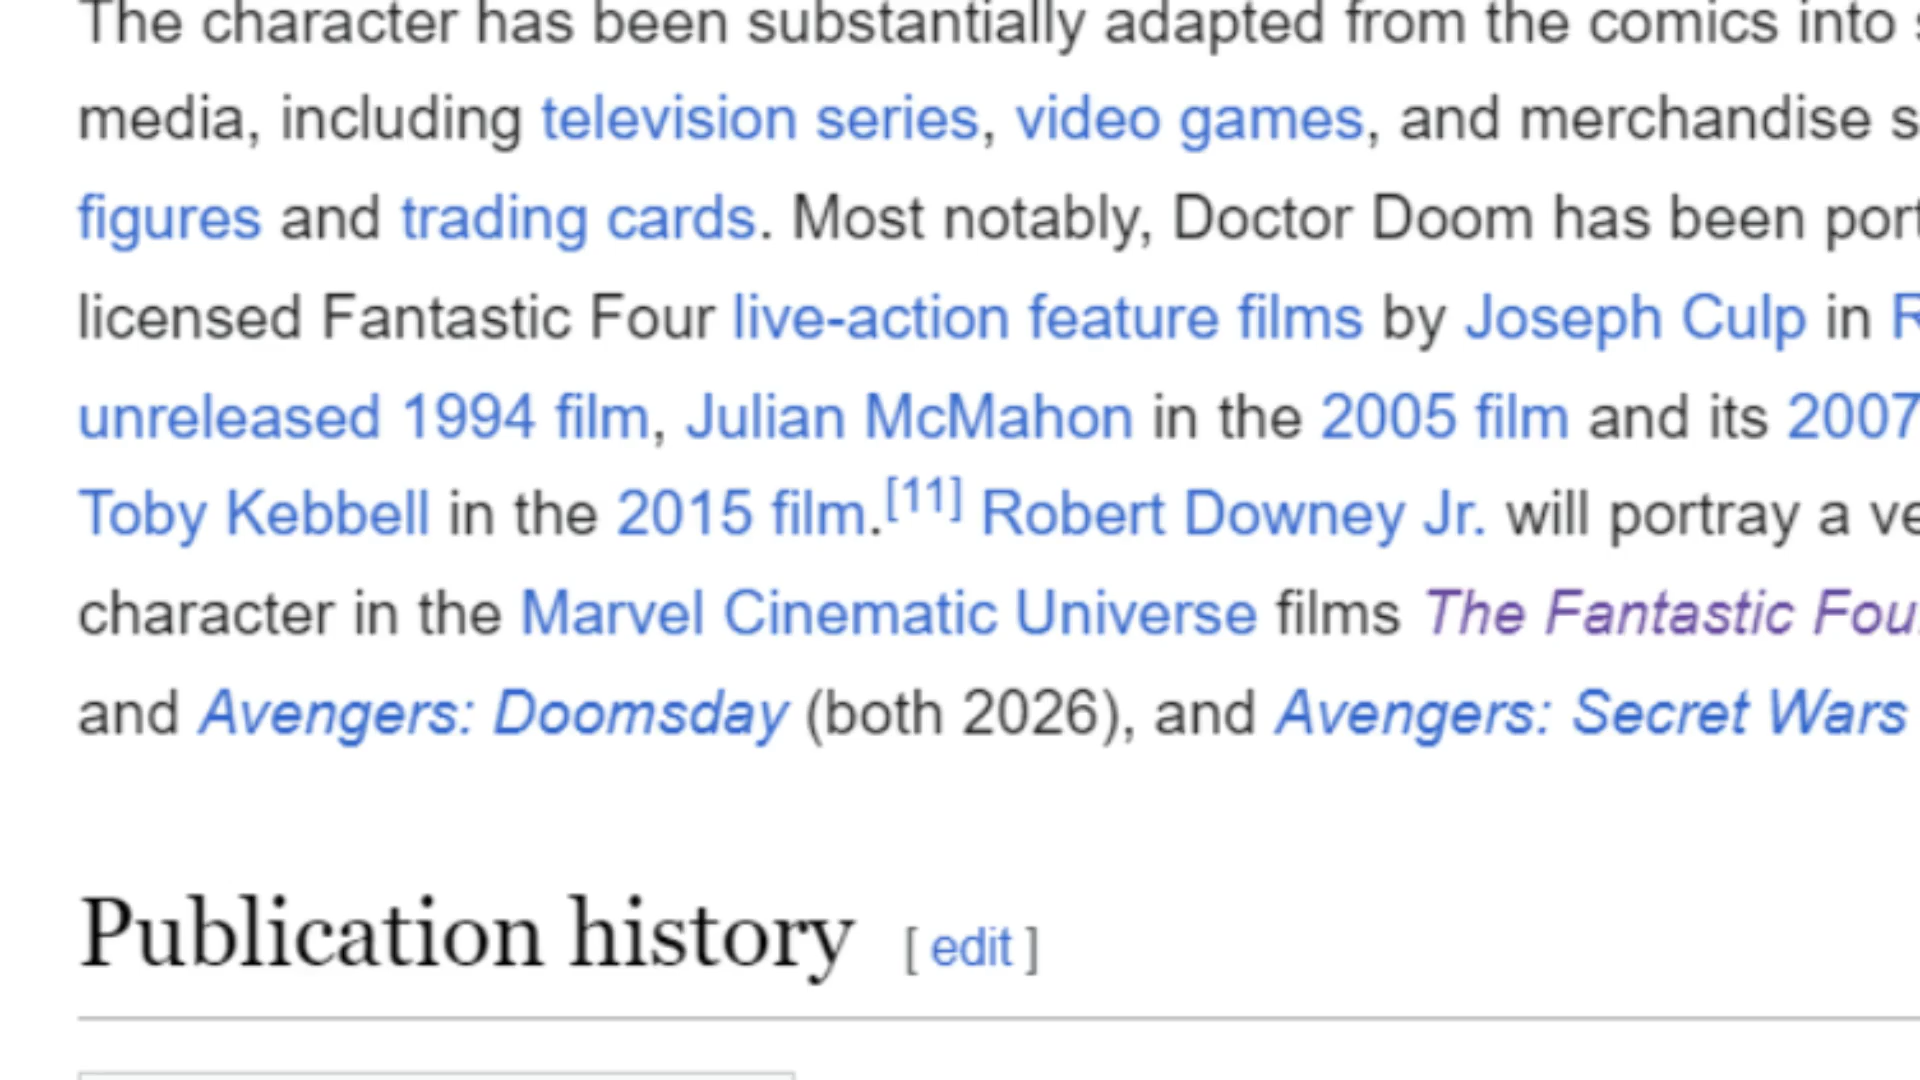 The character has been substantially adapted from the comics into
media, including television series, video games, and merchandise
figures and trading cards. Most notably, Doctor Doom has been
licensed Fantastic Four live-action feature films by Joseph Culp in
unreleased 1994 film, Julian McMahon in the 2005 film and its 2007
Toby Kebbell in the 2015 film.[11] Robert Downey Jr. will portray a
character in the Marvel Cinematic Universe films The Fantastic
and Avengers: Doomsday (both 2026), and Avengers: Secret Wars
Publication history [ edit ]